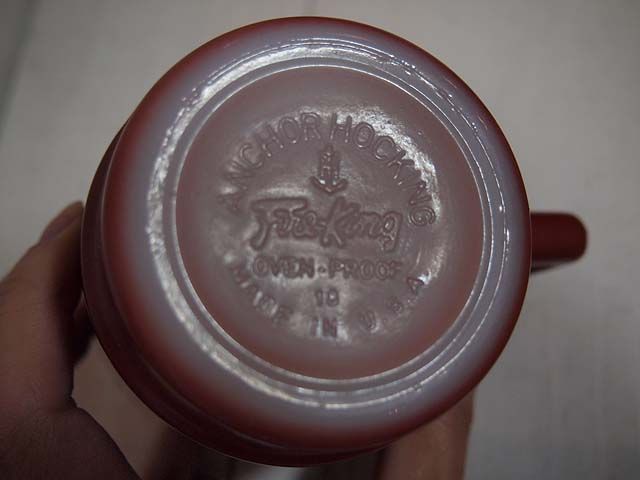 ANCHOR HOCKING
Fire-King
OVEN-PROOF
10
MADE IN U.S.A